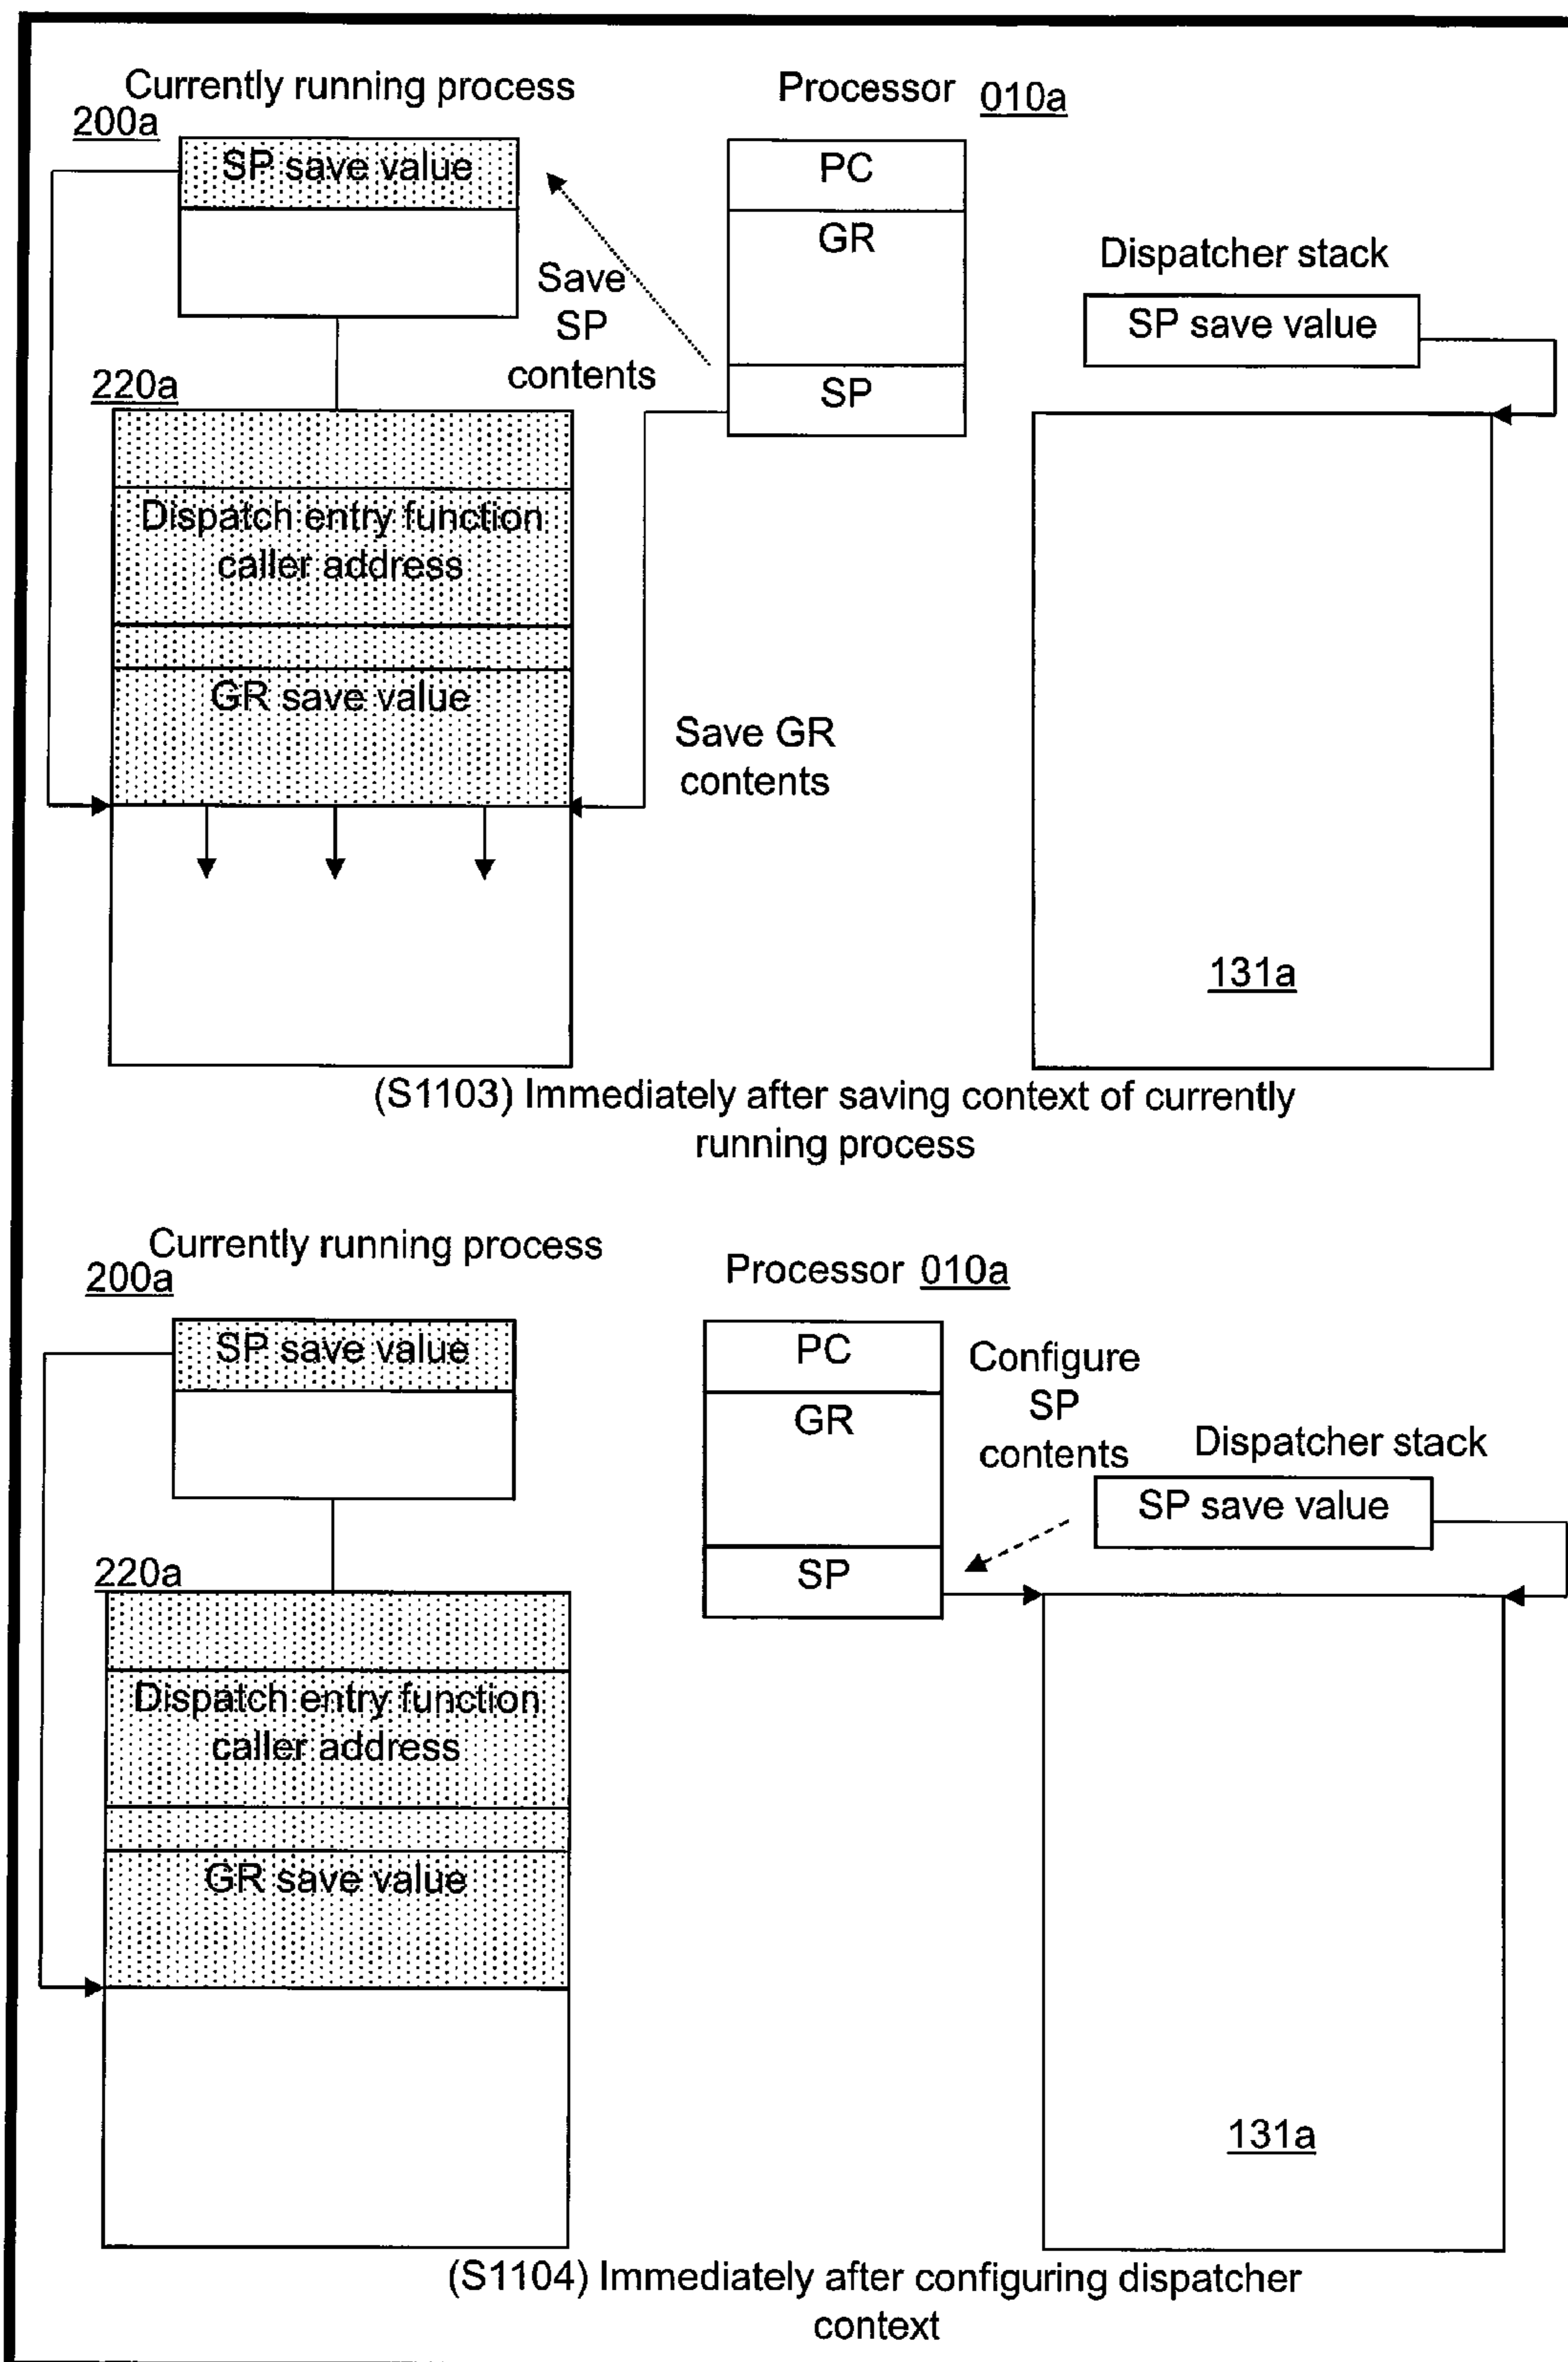 Currently running process
200a
SP save value
Processor 010a
PC
GR
SP
Save
SP
contents
Dispatcher stack
SP save value
220a
Dispatch entry function
caller address
GR save value
Save GR
contents
131a
(S1103) Immediately after saving context of currently
running process
Currently running process
200a
SP save value
Processor 010a
PC
GR
SP
Configure
SP
contents
Dispatcher stack
SP save value
220a
Dispatch entry function
caller address
GR save value
131a
(S1104) Immediately after configuring dispatcher
context